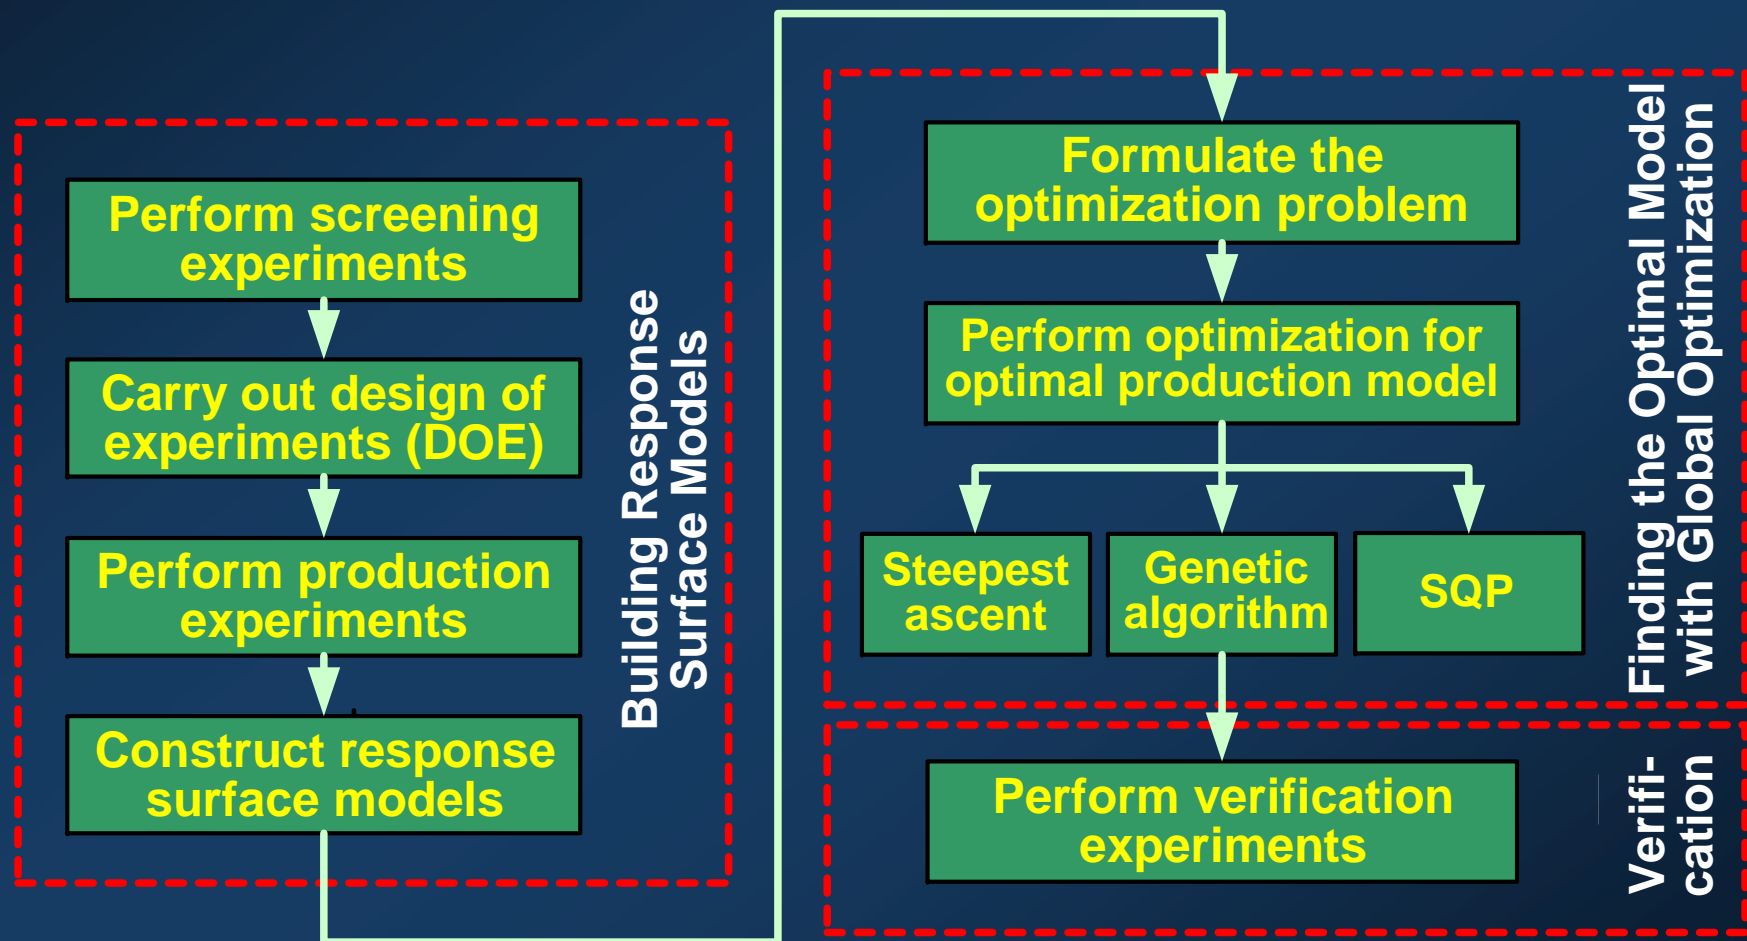 Perform screening
experiments
Carry out design of
experiments (DOE)
Perform production
experiments
Construct response
surface models
Building Response
Surface Models
Formulate the
optimization problem
Perform optimization for
optimal production model
Steepest
ascent
Genetic
algorithm
SQP
Finding the Optimal Model
with Global Optimization
Perform verification
experiments
Verifi-
cation